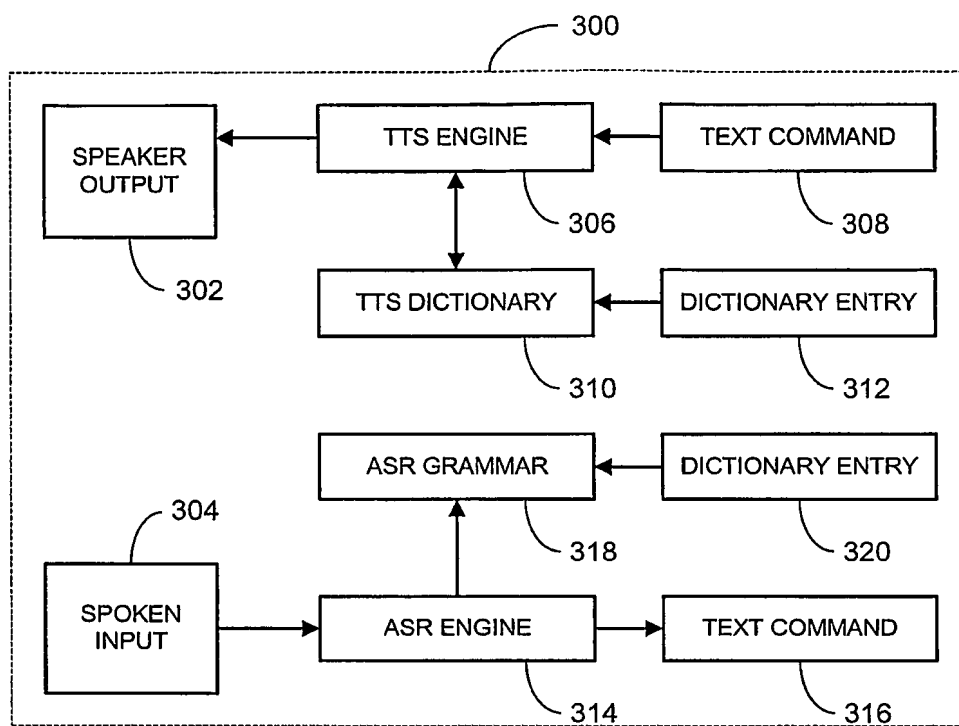 300
SPEAKER
OUTPUT
302
TTS ENGINE
306
TEXT COMMAND
308
TTS DICTIONARY
310
DICTIONARY ENTRY
312
ASR GRAMMAR
318
DICTIONARY ENTRY
320
304
SPOKEN
INPUT
ASR ENGINE
314
TEXT COMMAND
316